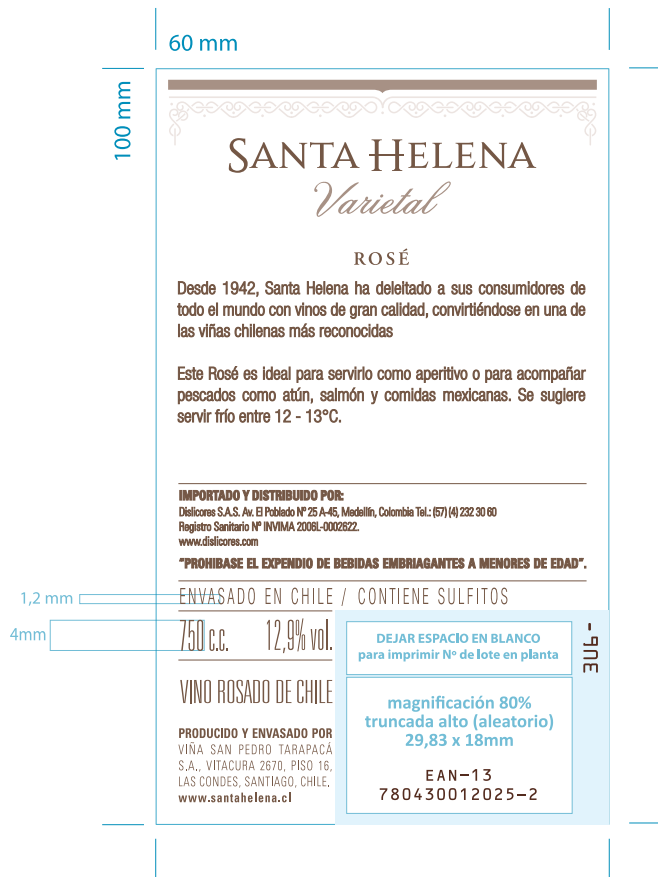 60 mm
100 mm
SANTA HELENA
Varietal
ROSÉ
Desde 1942, Santa Helena ha deleitado a sus consumidores de
todo el mundo con vinos de gran calidad, convirtiéndose en una de
las viñas chilenas más reconocidas
Este Rosé es ideal para servirlo como aperitivo o para acompañar
pescados como atún, salmón y comidas mexicanas. Se sugiere
servir frío entre 12 - 13°C.
IMPORTADO Y DISTRIBUIDO POR:
Dislicores S.A.S. Av. El Poblado Nº 25 A-45, Medellín, Colombia Tel.: (57) (4) 232 30 60
Registro Sanitario Nº INVIMA 2006L-0002622.
www.dislicores.com
"PROHIBASE EL EXPENDIO DE BEBIDAS EMBRIAGANTES A MENORES DE EDAD".
1,2 mm
ENVASADO EN CHILE / CONTIENE SULFITOS
4mm
750 c.c. 12,9% vol.
VINO ROSADO DE CHILE
PRODUCIDO Y ENVASADO POR
VIÑA SAN PEDRO TARAPACÁ
S.A., VITACURA 2670, PISO 16,
LAS CONDES, SANTIAGO, CHILE.
www.santahelena.cl
DEJAR ESPACIO EN BLANCO
para imprimir Nº de lote en planta
magnificación 80%
truncada alto (aleatorio)
29,83 x 18mm
EAN-13
780430012025-2